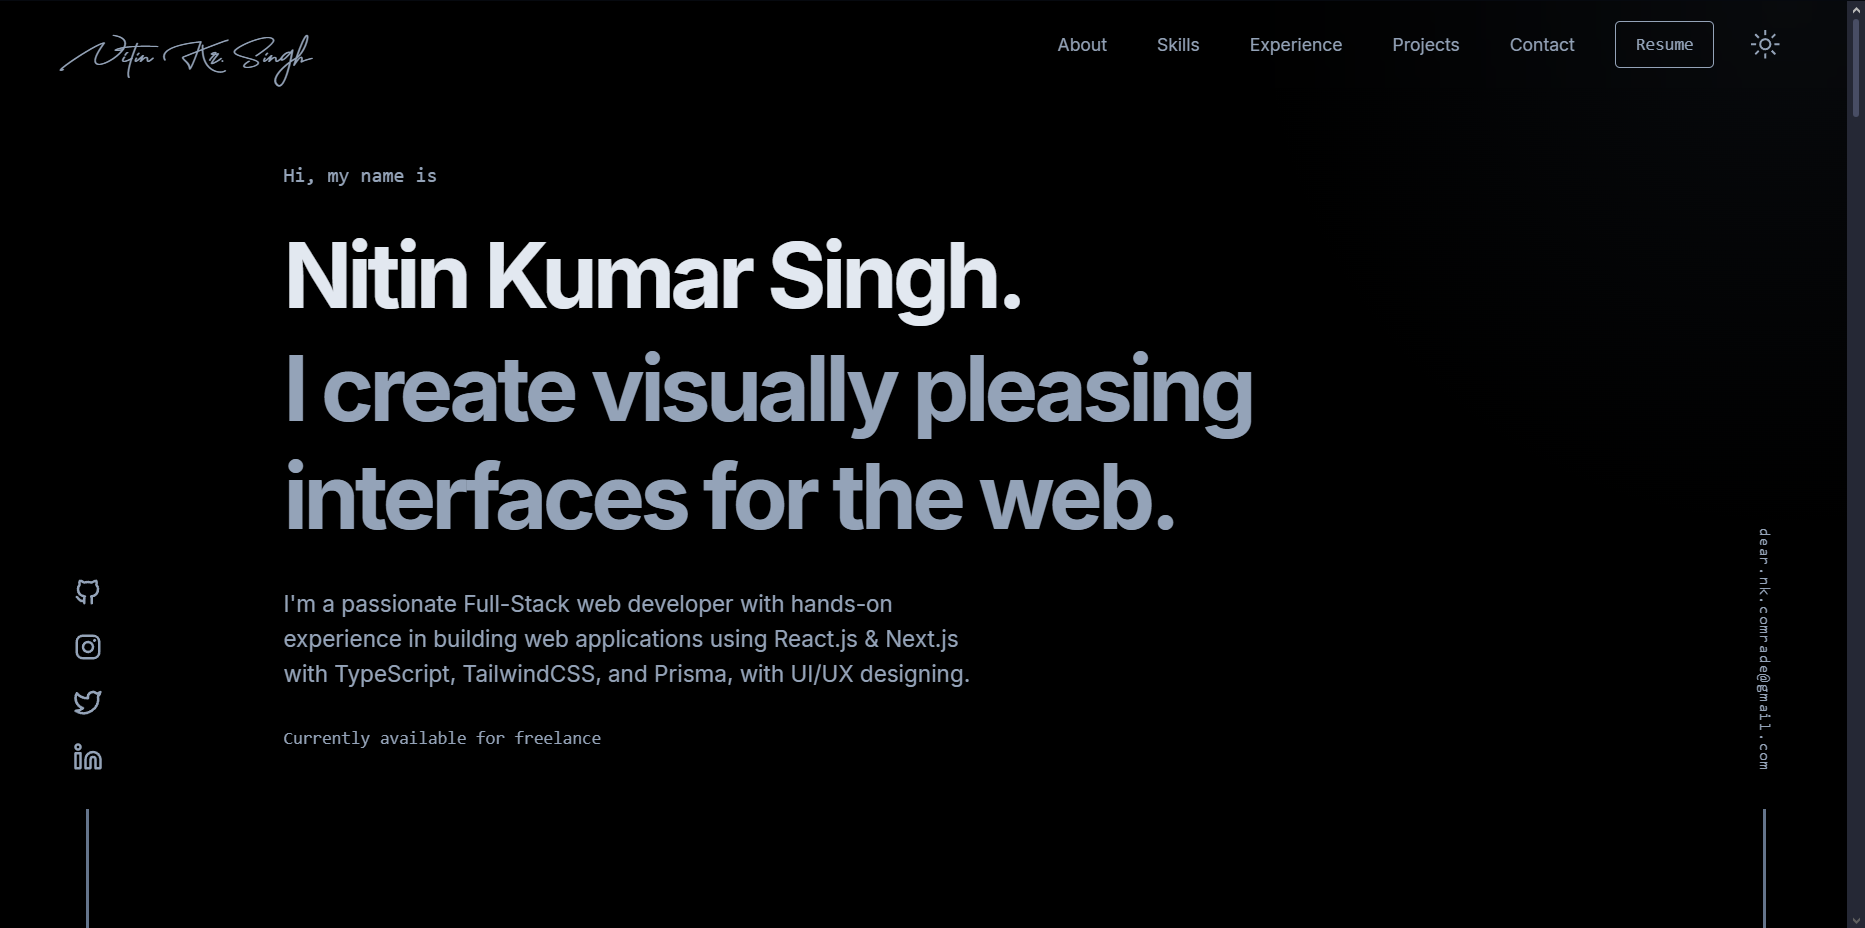 Nitin Kr. Singh
About Skills Experience Projects Contact Resume
Hi, my name is
Nitin Kumar Singh.
I create visually pleasing
interfaces for the web.
I'm a passionate Full-Stack web developer with hands-on
experience in building web applications using React.js & Next.js
with TypeScript, TailwindCSS, and Prisma, with UI/UX designing.
Currently available for freelance
dear.nk.comrade@gmail.com